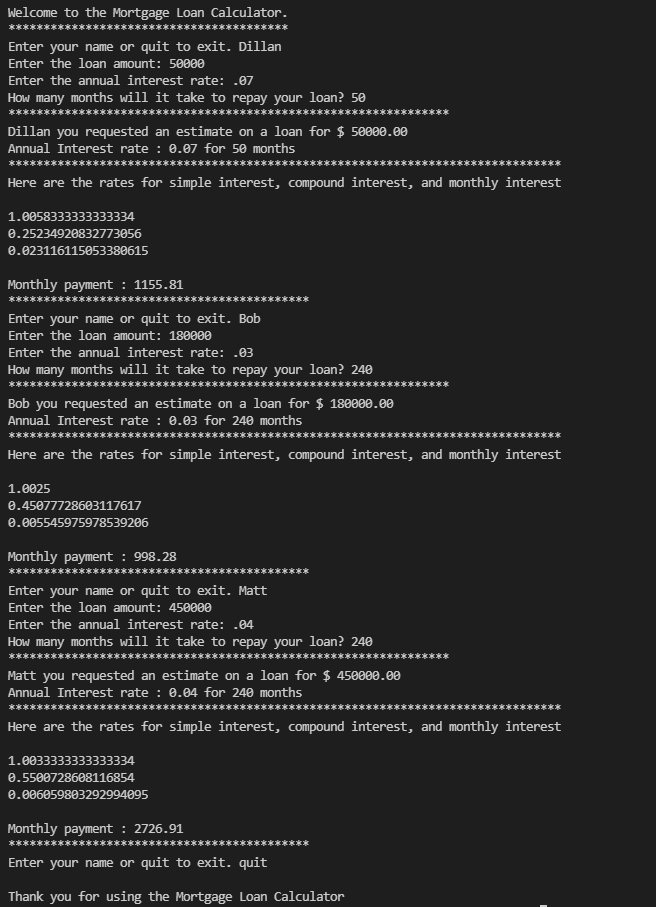 Welcome to the Mortgage Loan Calculator.
****************************************
Enter your name or quit to exit. Dillan
Enter the loan amount: 50000
Enter the annual interest rate: .07
How many months will it take to repay your loan? 50
***************************************************************
Dillan you requested an estimate on a loan for $ 50000.00
Annual Interest rate : 0.07 for 50 months
*******************************************************************************
Here are the rates for simple interest, compound interest, and monthly interest
1.0058333333333334
0.25234920832773056
0.023116115053380615
Monthly payment : 1155.81
*******************************************
Enter your name or quit to exit. Bob
Enter the loan amount: 180000
Enter the annual interest rate: .03
How many months will it take to repay your loan? 240
***************************************************************
Bob you requested an estimate on a loan for $ 180000.00
Annual Interest rate : 0.03 for 240 months
*******************************************************************************
Here are the rates for simple interest, compound interest, and monthly interest
1.0025
0.45077728603117617
0.005545975978539206
Monthly payment : 998.28
*******************************************
Enter your name or quit to exit. Matt
Enter the loan amount: 450000
Enter the annual interest rate: .04
How many months will it take to repay your loan? 240
***************************************************************
Matt you requested an estimate on a loan for $ 450000.00
Annual Interest rate : 0.04 for 240 months
*******************************************************************************
Here are the rates for simple interest, compound interest, and monthly interest
1.0033333333333334
0.5500728608116854
0.006059803292994095
Monthly payment : 2726.91
*******************************************
Enter your name or quit to exit. quit
Thank you for using the Mortgage Loan Calculator